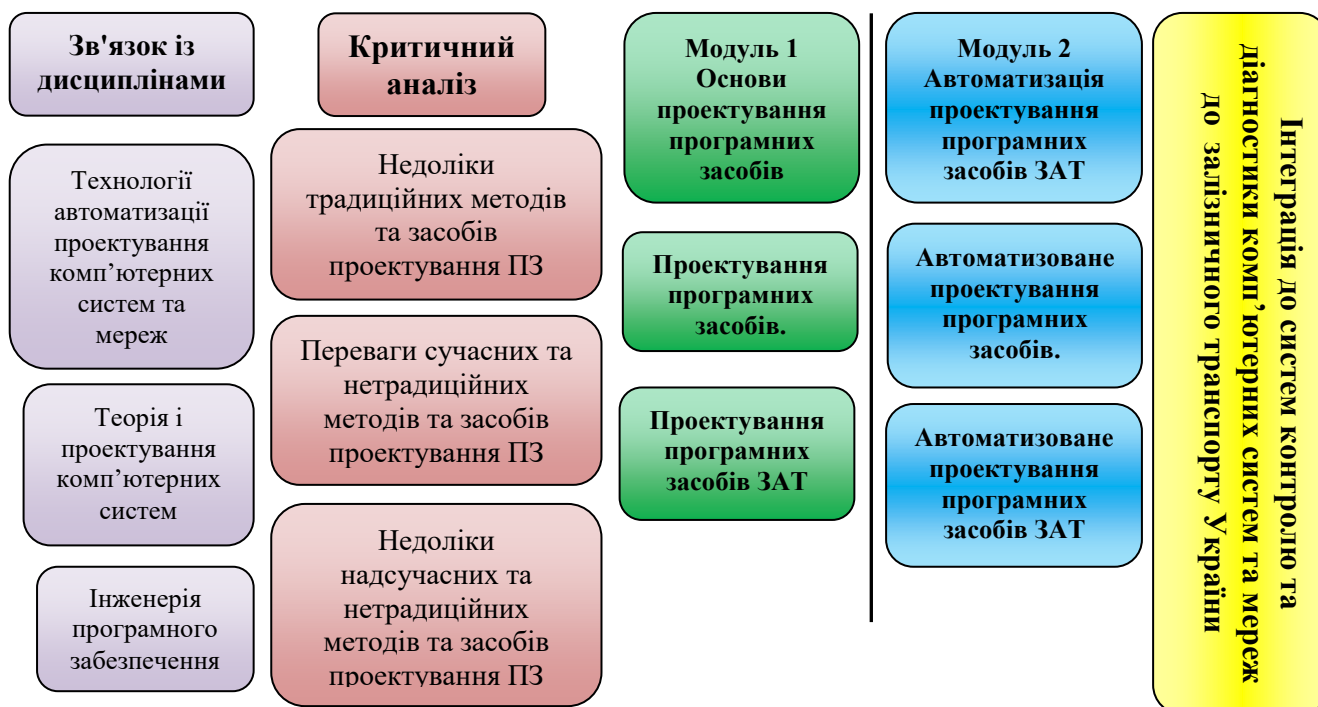 Зв'язок із
дисциплінами
Технології
автоматизації
проектування
комп’ютерних
систем та
мереж
Теорія і
проектування
комп’ютерних
систем
Інженерія
програмного
забезпечення
Критичний
аналіз
Недоліки
традиційних методів
та засобів
проектування ПЗ
Переваги сучасних та
нетрадиційних
методів та засобів
проектування ПЗ
Недоліки
надсучасних та
нетрадиційних
методів та засобів
проектування ПЗ
Модуль 1
Основи
проектування
програмних
засобів
Проектування
програмних
засобів.
Проектування
програмних
засобів ЗАТ
Модуль 2
Автоматизація
проектування
програмних
засобів ЗАТ
Автоматизоване
проектування
програмних
засобів.
Автоматизоване
проектування
програмних
засобів ЗАТ
Інтеграція до систем контролю та
діагностики комп’ютерних систем та мереж
до залізничного транспорту України